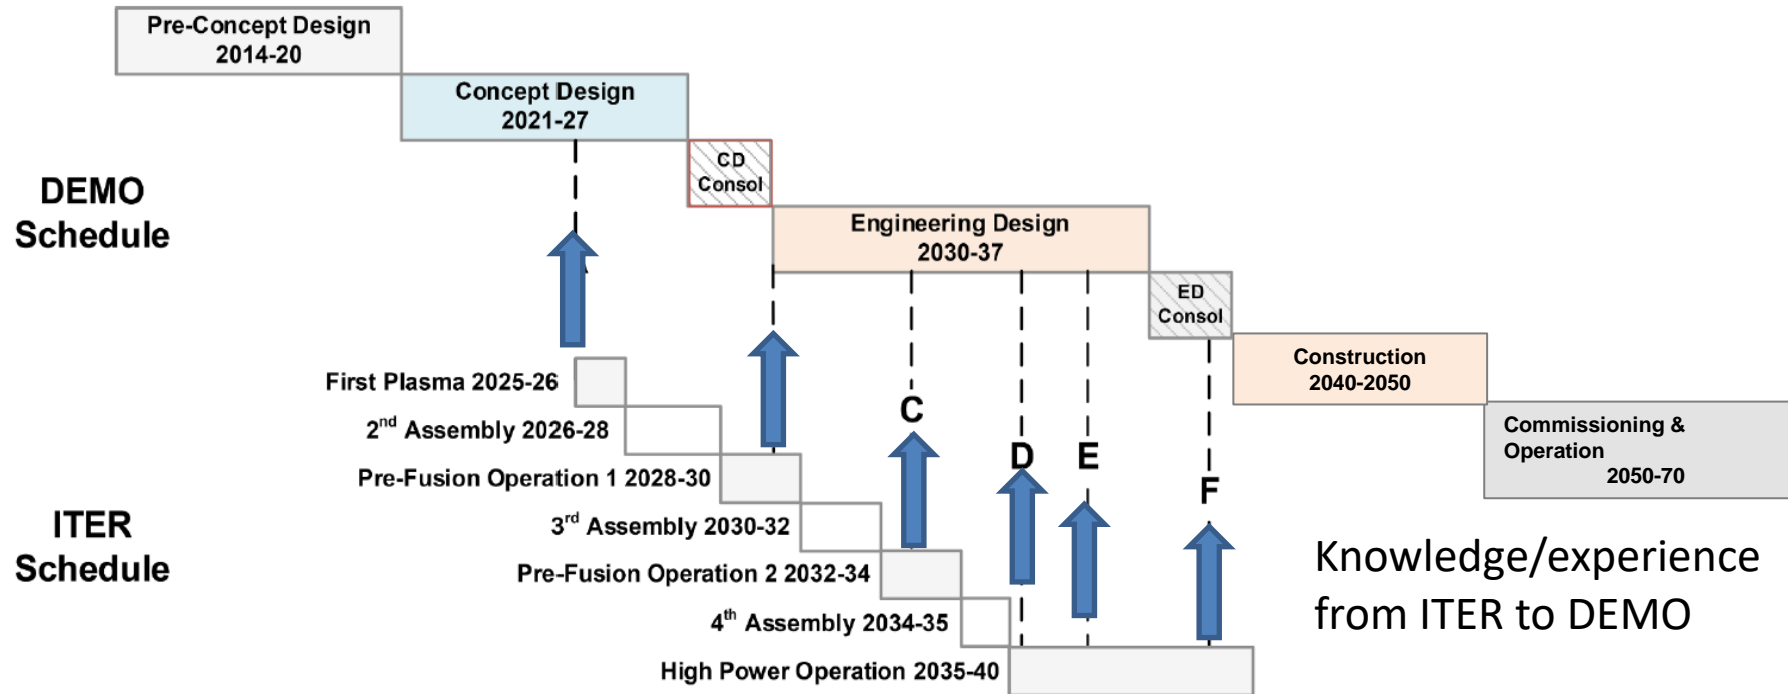 Pre-Concept Design
2014-20
Concept Design
2021-27
CD
Consol
DEMO
Schedule
Engineering Design
2030-37
ED
Consol
Construction
2040-2050
Commissioning &
Operation
2050-70
First Plasma 2025-26
2nd Assembly 2026-28
Pre-Fusion Operation 1 2028-30
3rd Assembly 2030-32
Pre-Fusion Operation 2 2032-34
4th Assembly 2034-35
High Power Operation 2035-40
ITER
Schedule
C
D
E
F
Knowledge/experience
from ITER to DEMO